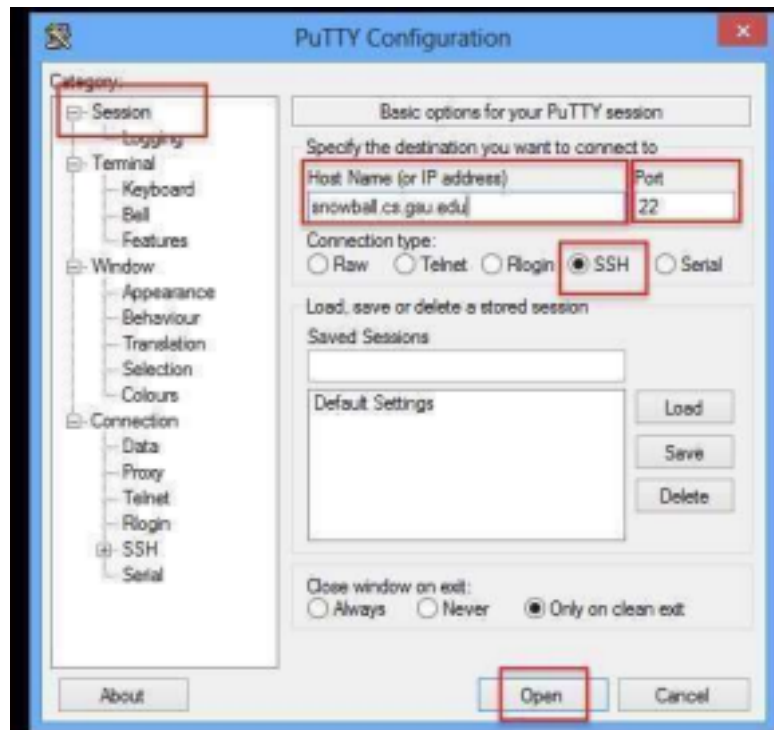 PuTTY Configuration
Category:
Session
Logging
Terminal
Keyboard
Bell
Features
Window
Appearance
Behaviour
Translation
Selection
Colours
Connection
Data
Proxy
Telnet
Rlogin
SSH
Serial
Basic options for your PuTTY session
Specify the destination you want to connect to
Host Name (or IP address) Port
snowball.cs.gsu.edu 22
Connection type:
Raw Telnet Rlogin SSH Serial
Load, save or delete a stored session
Saved Sessions
Default Settings
Load
Save
Delete
Close window on exit:
Always Never Only on clean exit
About Open Cancel